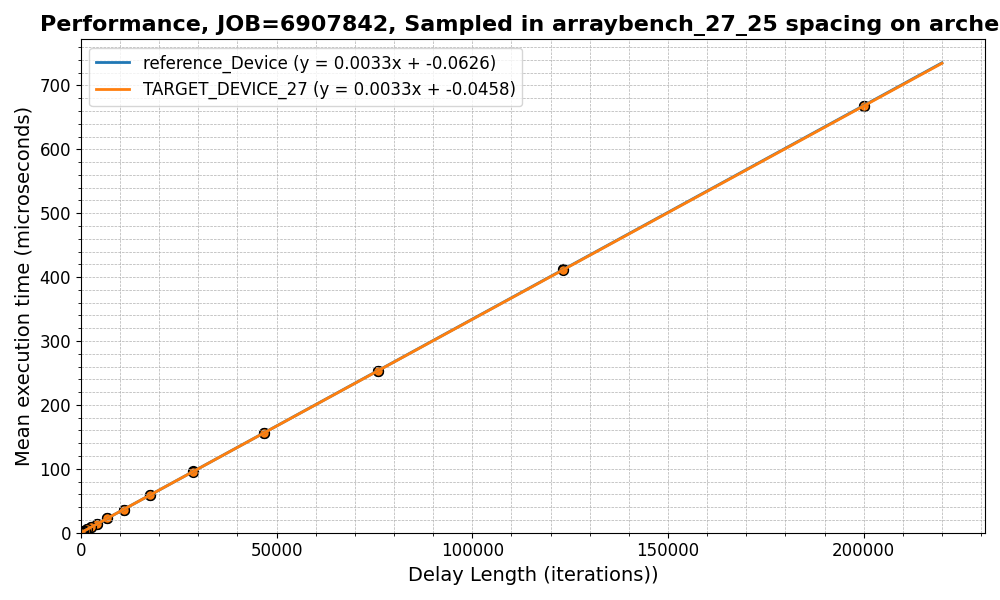 Performance, JOB=6907842, Sampled in arraybench_27_25 spacing on arche
reference_Device (y = 0.0033x + -0.0626)
TARGET_DEVICE_27 (y = 0.0033x + -0.0458)
Mean execution time (microseconds)
700
600
500
400
300
200
100
0
0 50000 100000 150000 200000
Delay Length (iterations))